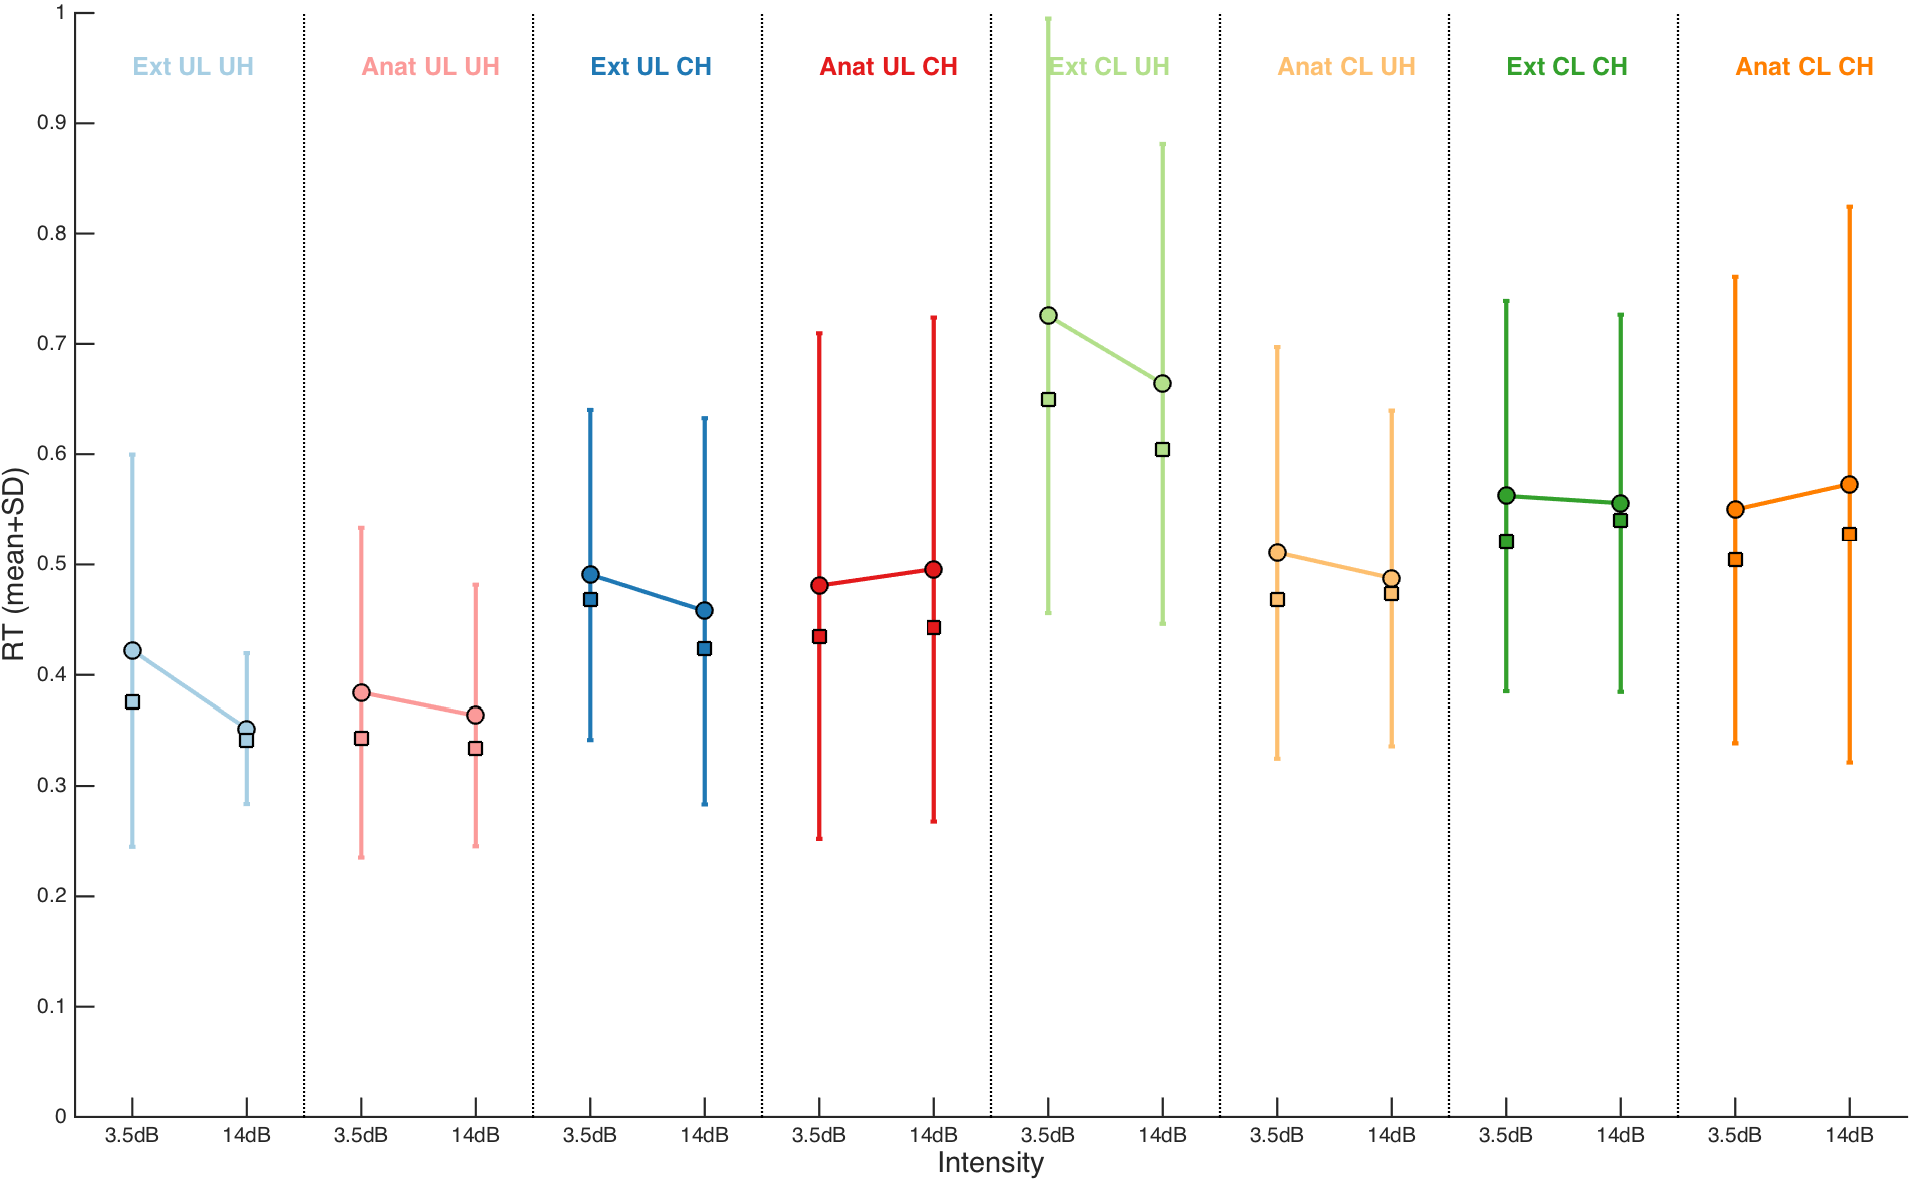 Ext UL UH Anat UL UH Ext UL CH Anat UL CH Ext CL UH Anat CL UH Ext CL CH Anat CL CH
RT (mean+SD)
1
0.9
0.8
0.7
0.6
0.5
0.4
0.3
0.2
0.1
0
3.5dB 14dB 3.5dB 14dB 3.5dB 14dB 3.5dB 14dB 3.5dB 14dB 3.5dB 14dB 3.5dB 14dB 3.5dB 14dB
Intensity